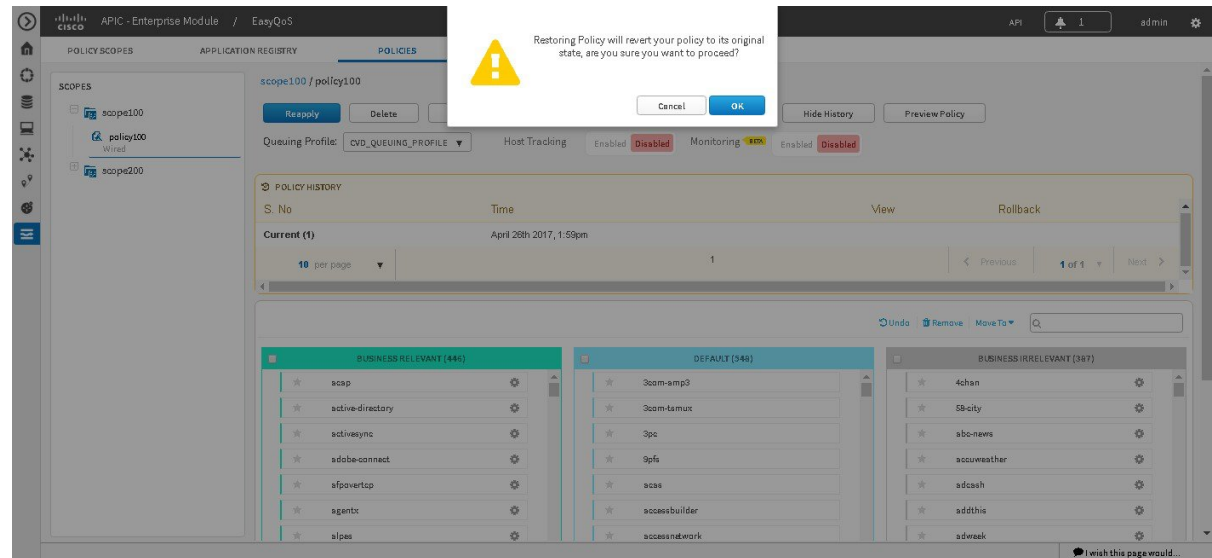 cisco APIC - Enterprise Module / EasyQoS API 1 admin
POLICY SCOPES APPLICATION REGISTRY POLICIES
Restoring Policy will revert your policy to its original
state, are you sure you want to proceed?
Cancel OK
SCOPES
scope100
policy100
Wired
scope200
scope100 / policy100
Reapply Delete Hide History Preview Policy
Queuing Profile: CVD_QUEUING_PROFILE Host Tracking Enabled Disabled Monitoring BETA Enabled Disabled
POLICY HISTORY
S. No Time View Rollback
Current (1) April 26th 2017, 1:59pm
10 per page 1 Previous 1 of 1 Next
Undo Remove Move To
BUSINESS RELEVANT (446) DEFAULT (548) BUSINESS IRRELEVANT (387)
acap 3com-amp3 4chan
active-directory 3com-tsmux 58-city
activesync 3pc abc-news
adobe-connect 9pfs accuweather
afpovertcp acas adcash
agentx accessbuilder addthis
alpes accessnetwork adweek
I wish this page would...